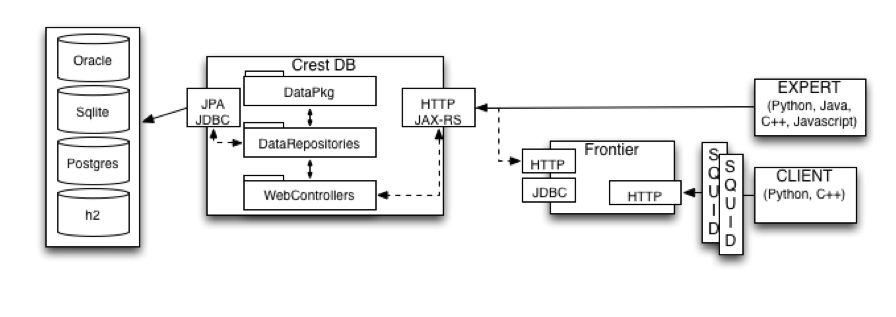 Oracle
Sqlite
Postgres
h2
Crest DB
DataPkg
JPA
JDBC
DataRepositories
WebControllers
HTTP
JAX-RS
Frontier
HTTP
JDBC
HTTP
SQUID
SQUID
EXPERT
(Python, Java,
C++, Javascript)
CLIENT
(Python, C++)